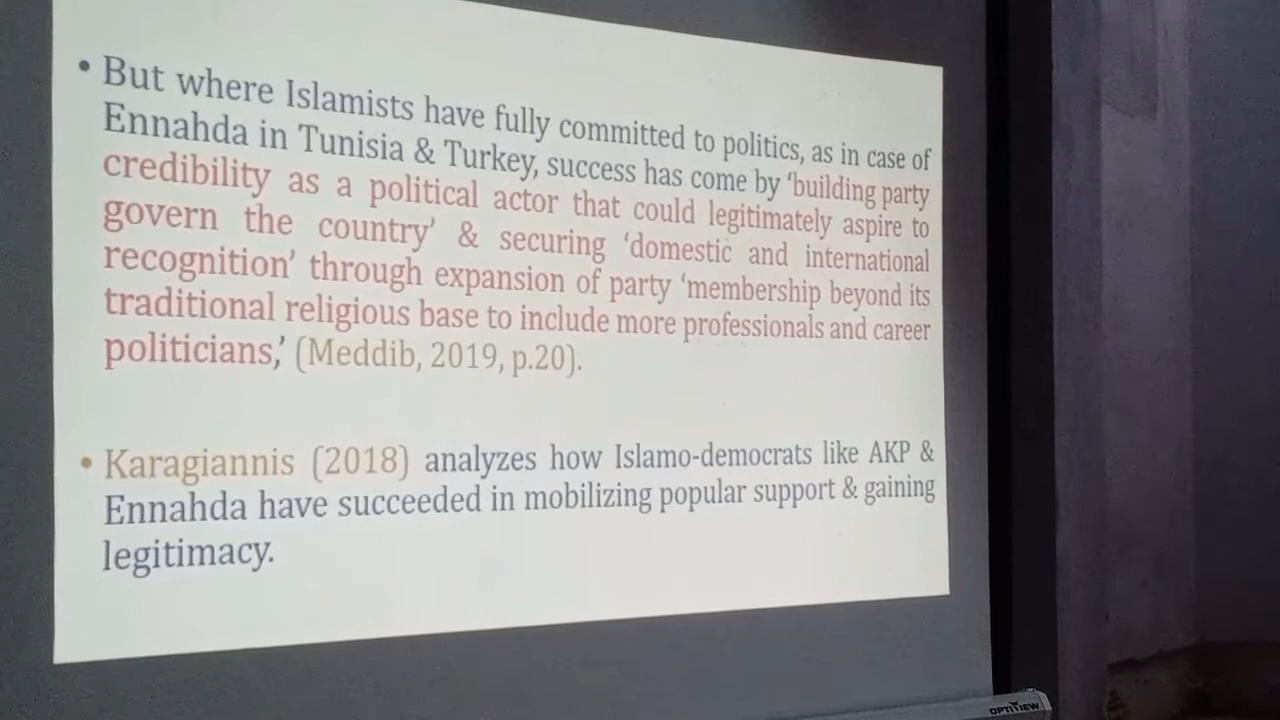 • But where Islamists have fully committed to politics, as in case of
Ennahda in Tunisia & Turkey, success has come by ‘building party
credibility as a political actor that could legitimately aspire to
govern the country’ & securing ‘domestic and international
recognition’ through expansion of party ‘membership beyond its
traditional religious base to include more professionals and career
politicians,’ (Meddib, 2019, p.20).
• Karagiannis (2018) analyzes how Islamo-democrats like AKP &
Ennahda have succeeded in mobilizing popular support & gaining
legitimacy.
OPTIVIEW